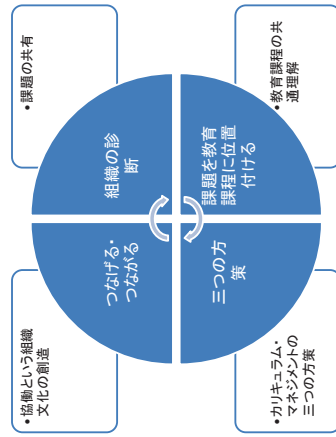 ・協働という組織
文化の創造
・課題の共有
つなげる・
つながる
組織の診
断
三つの方
策
課題を教育
課程に位置
付ける
・カリキュラム・
マネジメントの
三つの方策
・教育課程の共
通理解